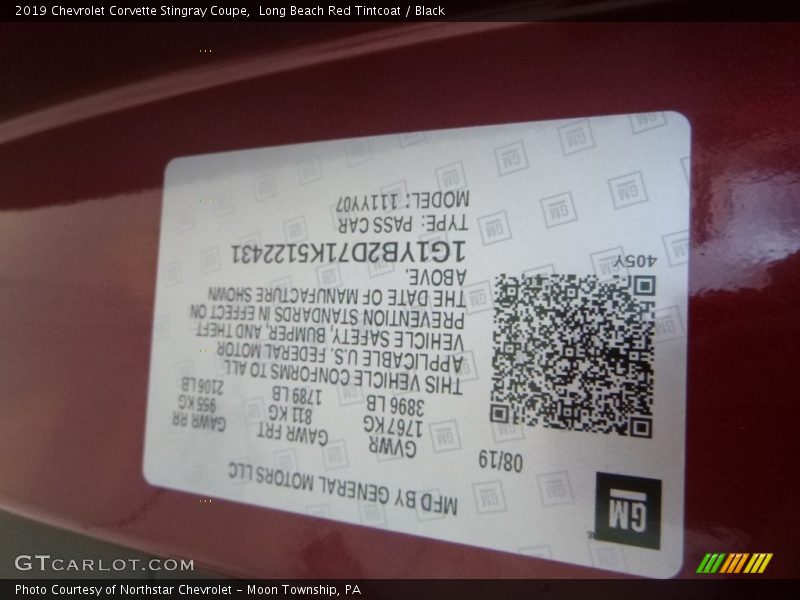 2019 Chevrolet Corvette Stingray Coupe,  Long Beach Red Tintcoat / Black
GM
MFD BY GENERAL MOTORS LLC
08/19
GVWR GAWR FRT GAWR RR
1767 KG 811 KG 955 KG
3896 LB 1789 LB 2106 LB
THIS VEHICLE CONFORMS TO ALL
APPLICABLE U.S. FEDERAL MOTOR
VEHICLE SAFETY, BUMPER, AND THEFT
PREVENTION STANDARDS IN EFFECT ON
THE DATE OF MANUFACTURE SHOWN
ABOVE.
1G1YB2D71K5122431
TYPE: PASS CAR
MODEL: 111YY07
405Y
GTCARLOT.COM
Photo Courtesy of Northstar Chevrolet - Moon Township, PA